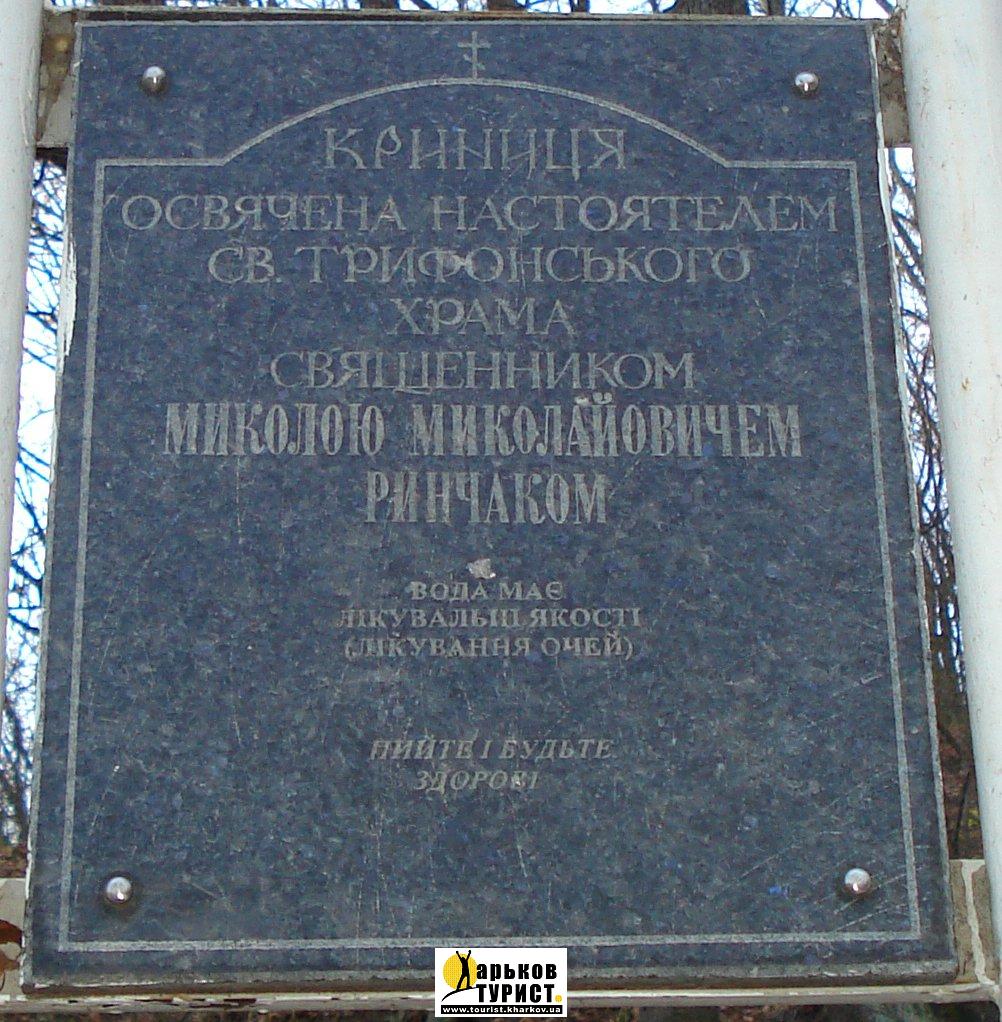 КРИНИЦЯ
ОСВЯЧЕНА НАСТОЯТЕЛЕМ
СВ. ТРИФОНСЬКОГО
ХРАМА
СВЯЩЕННИКОМ
МИКОЛОЮ МИКОЛАЙОВИЧЕМ
РИНЧАКОМ
ВОДА МАЄ
ЛІКУВАЛЬНІ ЯКОСТІ
(ЛІКУВАННЯ ОЧЕЙ)
ПИЙТЕ І БУДЬТЕ
ЗДОРОВІ
Харьков
ТУРИСТ.
www.tourist.kharkov.ua